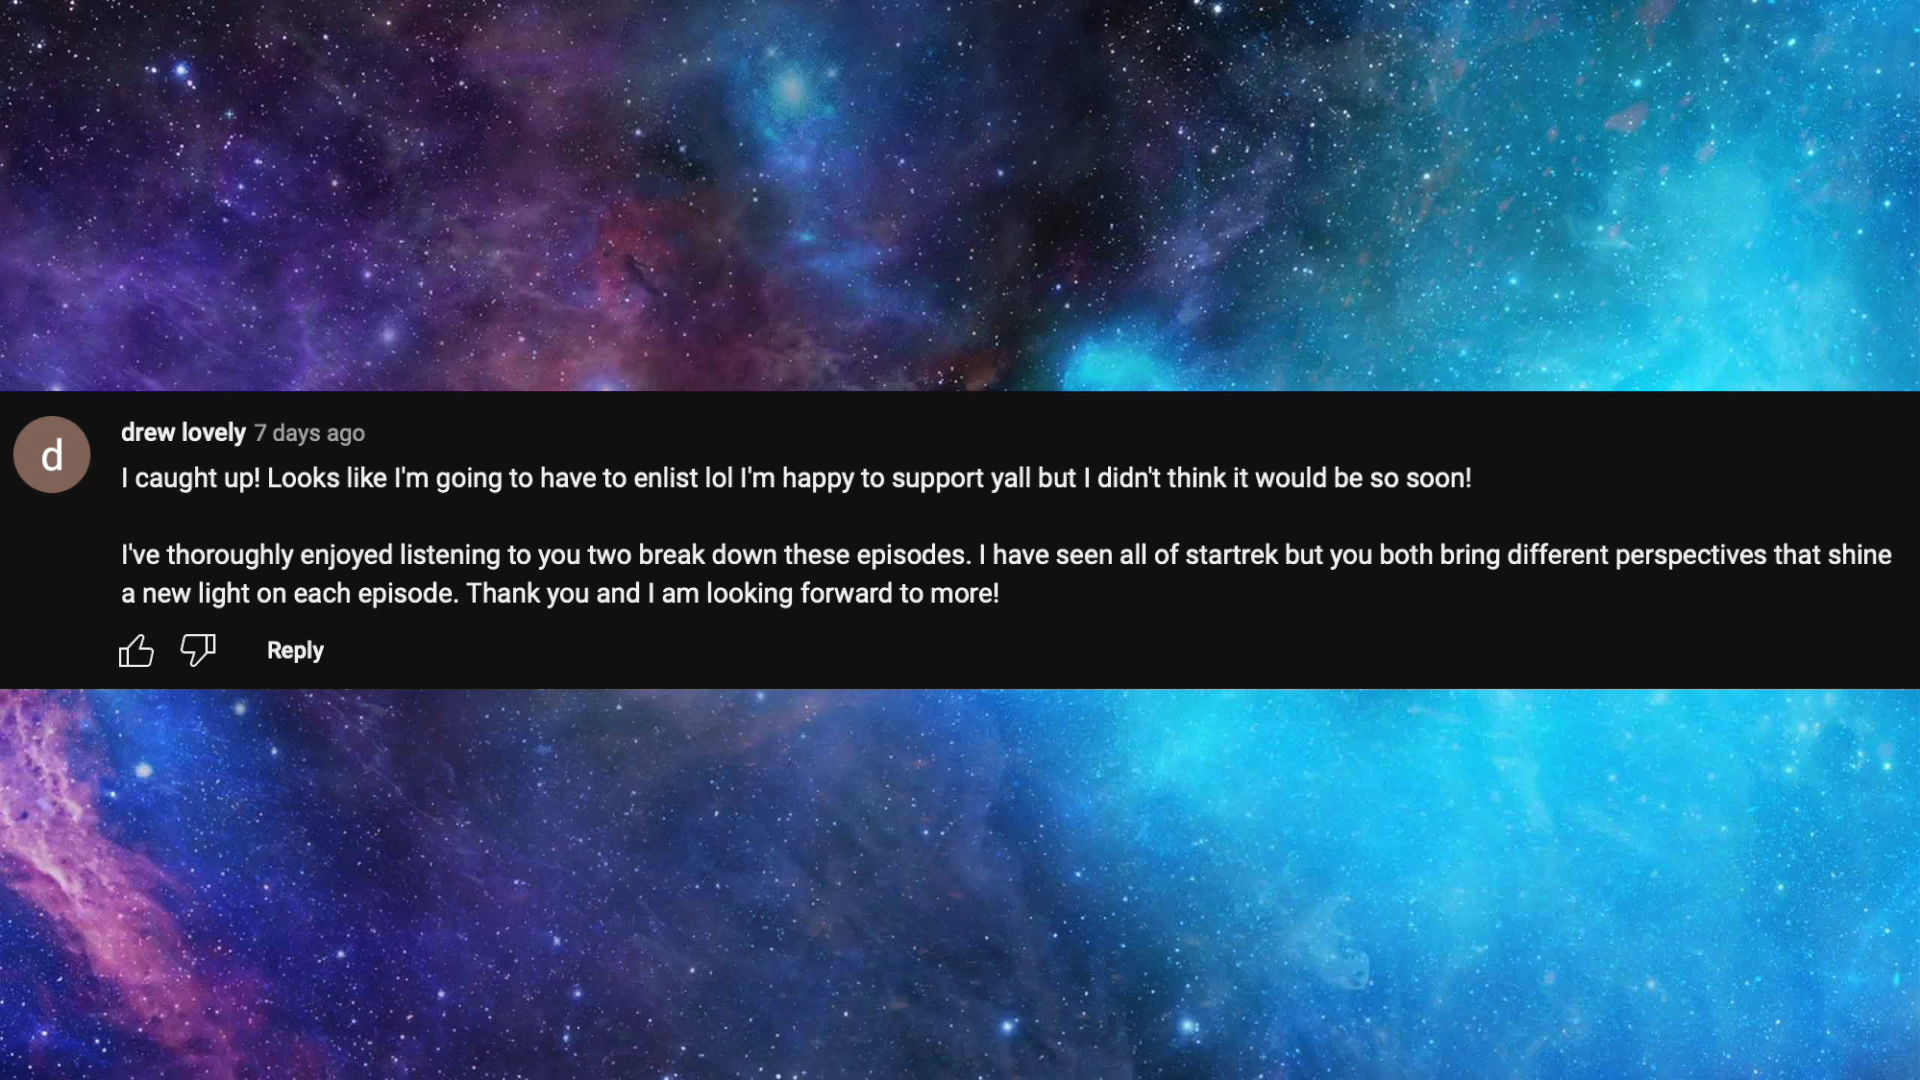 d
drew lovely 7 days ago
I caught up! Looks like I'm going to have to enlist lol I'm happy to support yall but I didn't think it would be so soon!
I've thoroughly enjoyed listening to you two break down these episodes. I have seen all of startrek but you both bring different perspectives that shine
a new light on each episode. Thank you and I am looking forward to more!
Reply